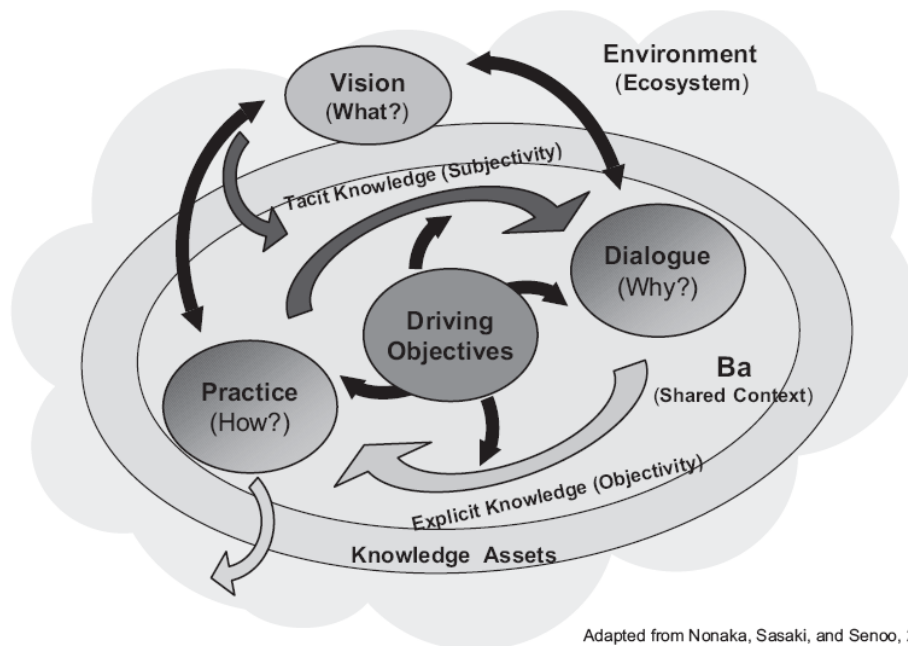 Environment
(Ecosystem)
Vision
(What?)
Tacit Knowledge (Subjectivity)
Dialogue
(Why?)
Driving
Objectives
Practice
(How?)
Ba
(Shared Context)
Explicit Knowledge (Objectivity)
Knowledge Assets
Adapted from Nonaka, Sasaki, and Senoo,